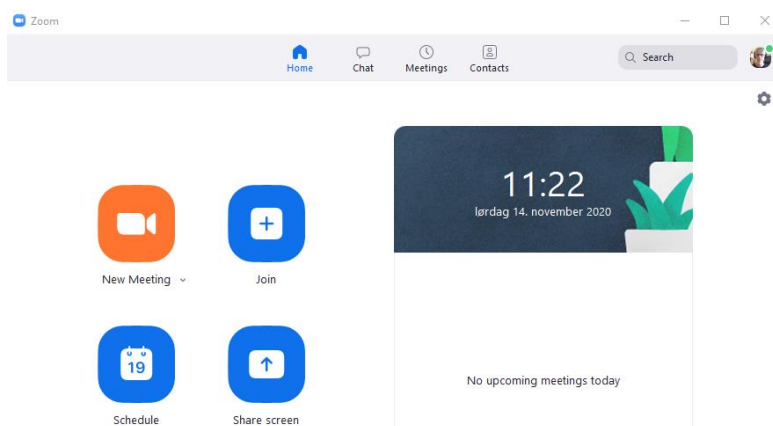 Zoom
Home Chat Meetings Contacts
Search
11:22
lørdag 14. november 2020
New Meeting Join
19
No upcoming meetings today
Schedule Share screen